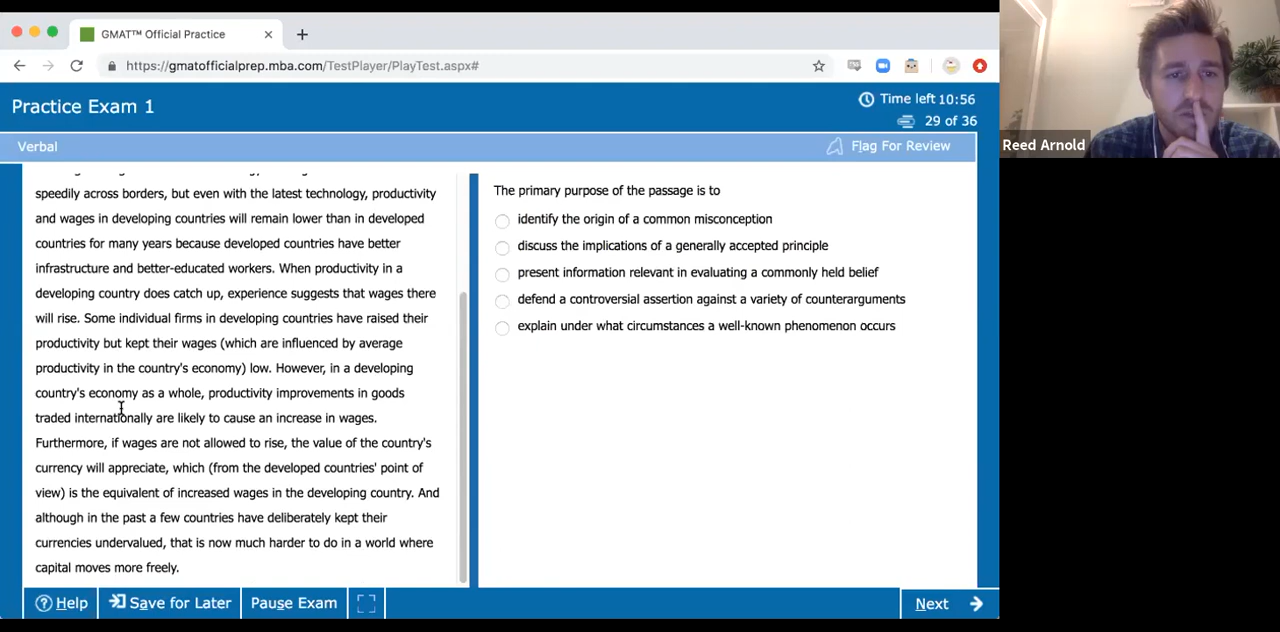 GMAT™ Official Practice
https://gmatofficialprep.mba.com/TestPlayer/PlayTest.aspx#
Practice Exam 1
Time left 10:56
29 of 36
Reed Arnold
Verbal
Flag For Review
speedily across borders, but even with the latest technology, productivity
and wages in developing countries will remain lower than in developed
countries for many years because developed countries have better
infrastructure and better-educated workers. When productivity in a
developing country does catch up, experience suggests that wages there
will rise. Some individual firms in developing countries have raised their
productivity but kept their wages (which are influenced by average
productivity in the country's economy) low. However, in a developing
country's economy as a whole, productivity improvements in goods
traded internationally are likely to cause an increase in wages.
Furthermore, if wages are not allowed to rise, the value of the country's
currency will appreciate, which (from the developed countries' point of
view) is the equivalent of increased wages in the developing country. And
although in the past a few countries have deliberately kept their
currencies undervalued, that is now much harder to do in a world where
capital moves more freely.
The primary purpose of the passage is to
identify the origin of a common misconception
discuss the implications of a generally accepted principle
present information relevant in evaluating a commonly held belief
defend a controversial assertion against a variety of counterarguments
explain under what circumstances a well-known phenomenon occurs
Help
Save for Later
Pause Exam
Next